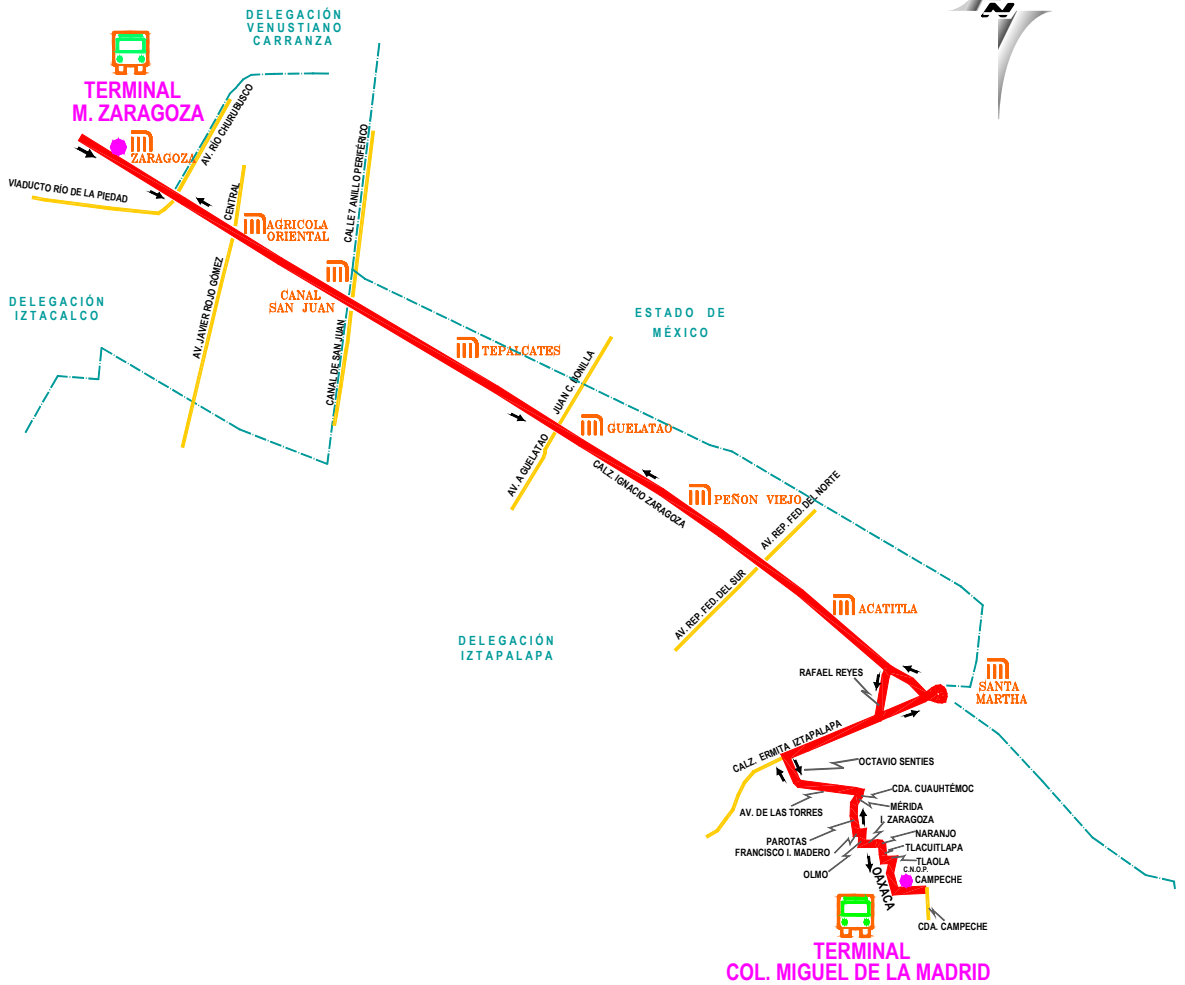 N
DELEGACIÓN
VENUSTIANO
CARRANZA
TERMINAL
M. ZARAGOZA
ZARAGOZA
AV. RÍO CHURUBUSCO
VIADUCTO RÍO DE LA PIEDAD
CENTRAL
CALLE 7 ANILLO PERIFÉRICO
AGRICOLA
ORIENTAL
AV. JAVIER ROJO GÓMEZ
CANAL
SAN JUAN
DELEGACIÓN
IZTACALCO
CANAL DE SAN JUAN
ESTADO DE
MÉXICO
TEPALCATES
JUAN C. BONILLA
GUELATAO
AV. A GUELATAO
CALZ. IGNACIO ZARAGOZA
PEÑON VIEJO
AV. REP. FED. DEL NORTE
AV. REP. FED. DEL SUR
ACATITLA
DELEGACIÓN
IZTAPALAPA
RAFAEL REYES
SANTA
MARTHA
CALZ. ERMITA IZTAPALAPA
OCTAVIO SENTIES
CDA. CUAUHTÉMOC
AV. DE LAS TORRES
MÉRIDA
I. ZARAGOZA
PAROTAS
NARANJO
FRANCISCO I. MADERO
TLACUITLAPA
OLMO
TLAOLA
C.N.O.P.
CAMPECHE
OAXACA
CDA. CAMPECHE
TERMINAL
COL. MIGUEL DE LA MADRID